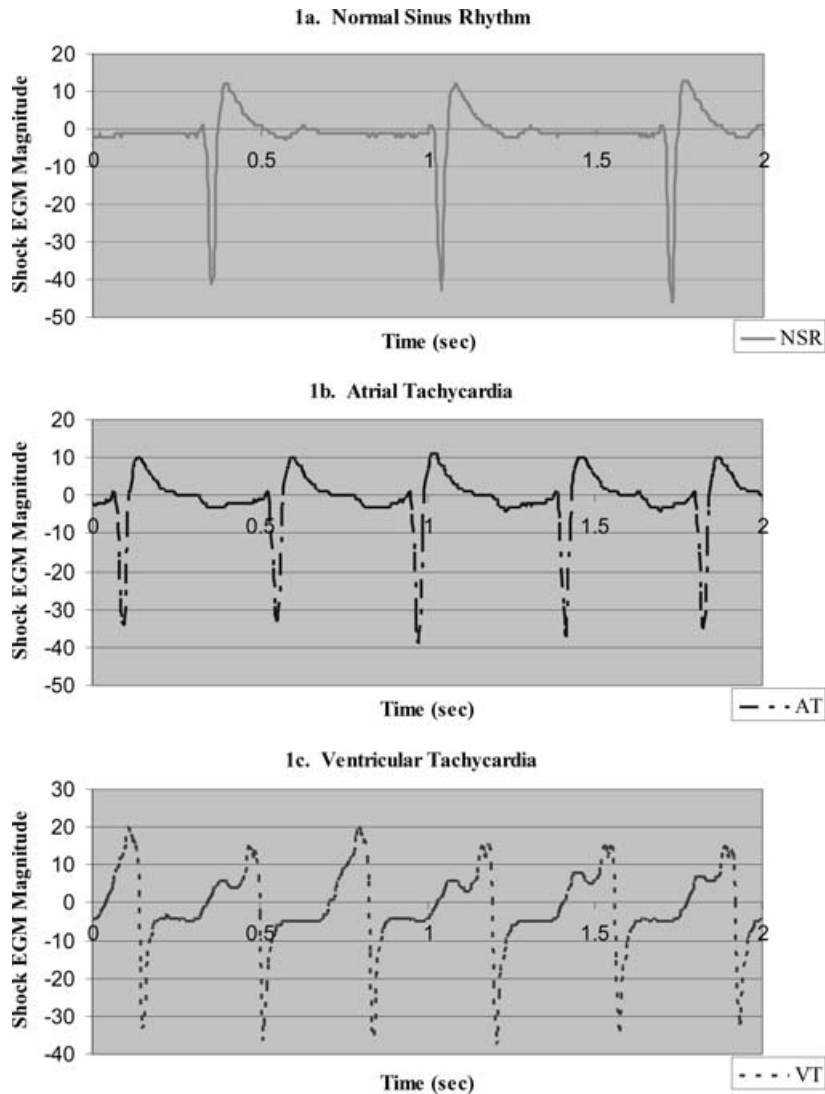 1a. Normal Sinus Rhythm
Shock EGM Magnitude
20
10
0
-10
-20
-30
-40
-50
0 0.5 1 1.5 2
Time (sec)
NSR
1b. Atrial Tachycardia
Shock EGM Magnitude
20
10
0
-10
-20
-30
-40
-50
0 0.5 1 1.5 2
Time (sec)
AT
1c. Ventricular Tachycardia
Shock EGM Magnitude
30
20
10
0
-10
-20
-30
-40
0 0.5 1 1.5 2
Time (sec)
VT